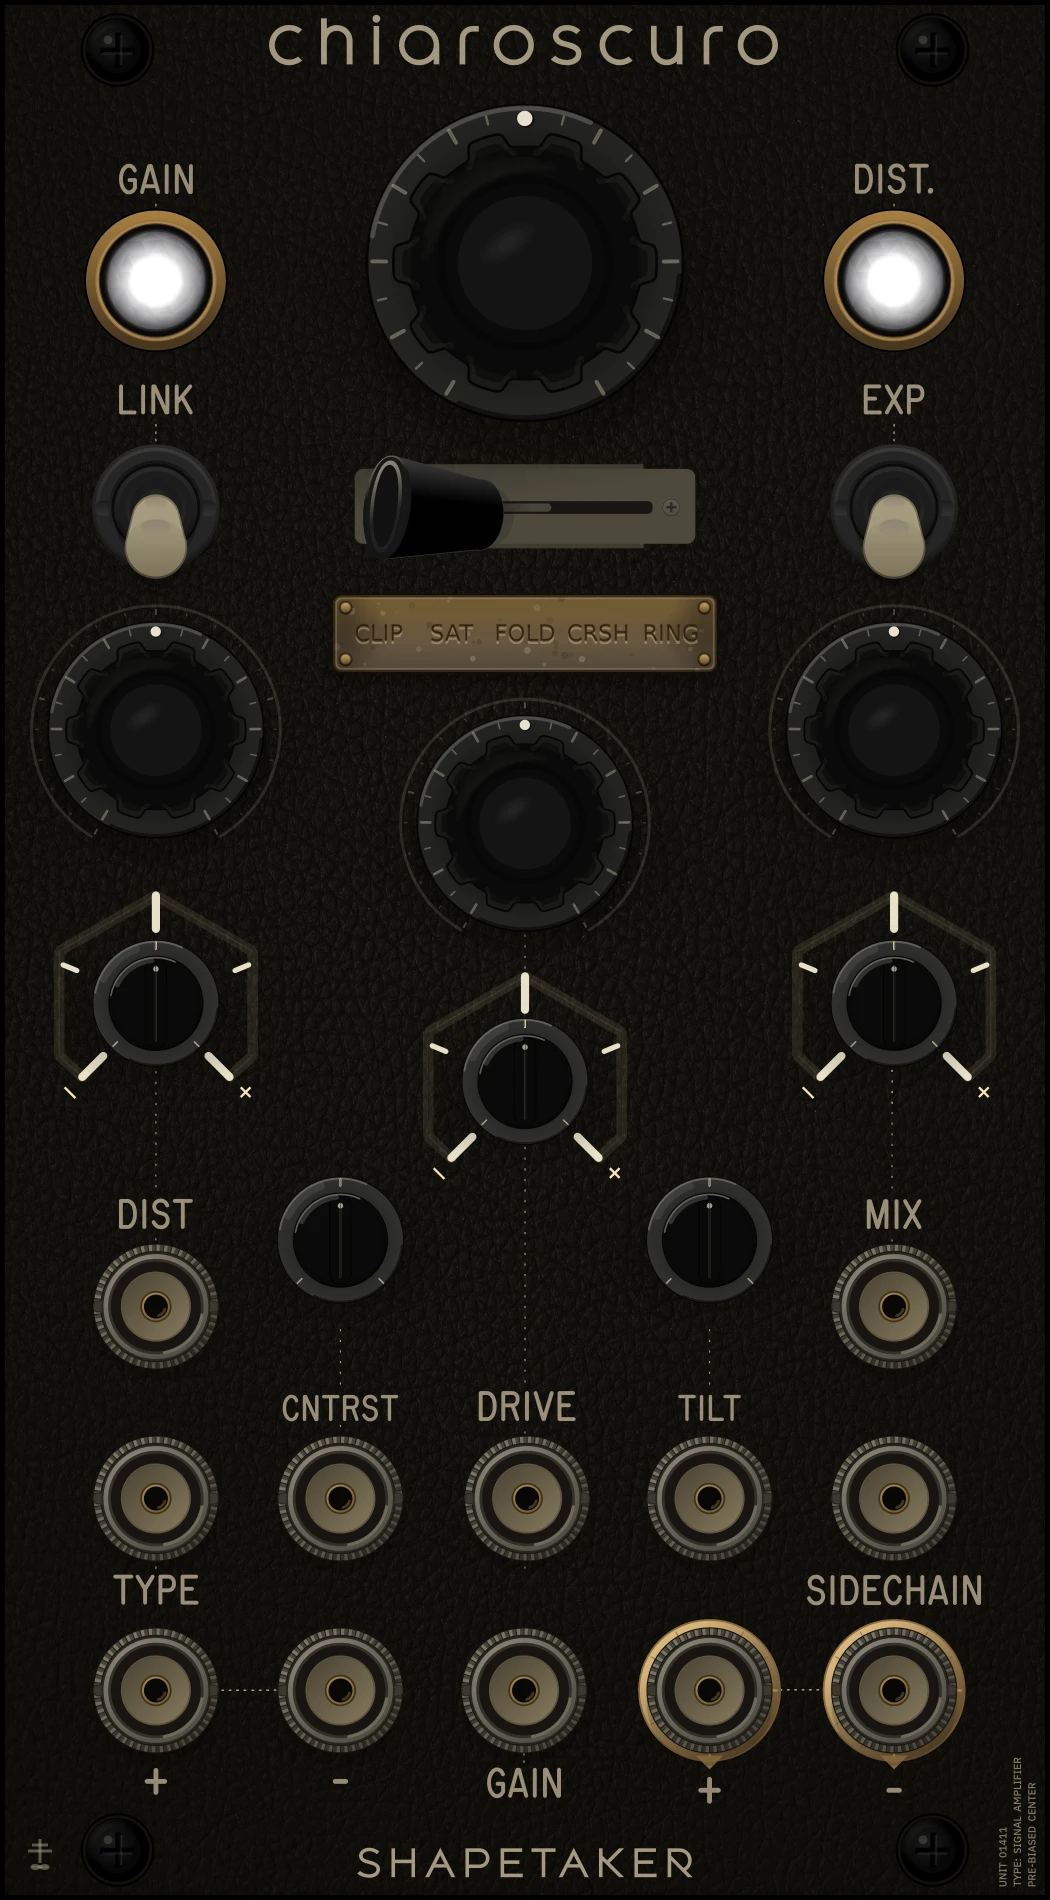 chiaroscuro
GAIN
DIST.
LINK
EXP
CLIP SAT FOLD CRSH RING
DIST
MIX
CNTRST
DRIVE
TILT
TYPE
SIDECHAIN
+
-
GAIN
+
-
SHAPETAKER
UNIT 01411
TYPE: SIGNAL AMPLIFIER
PRE-BIASED CENTER